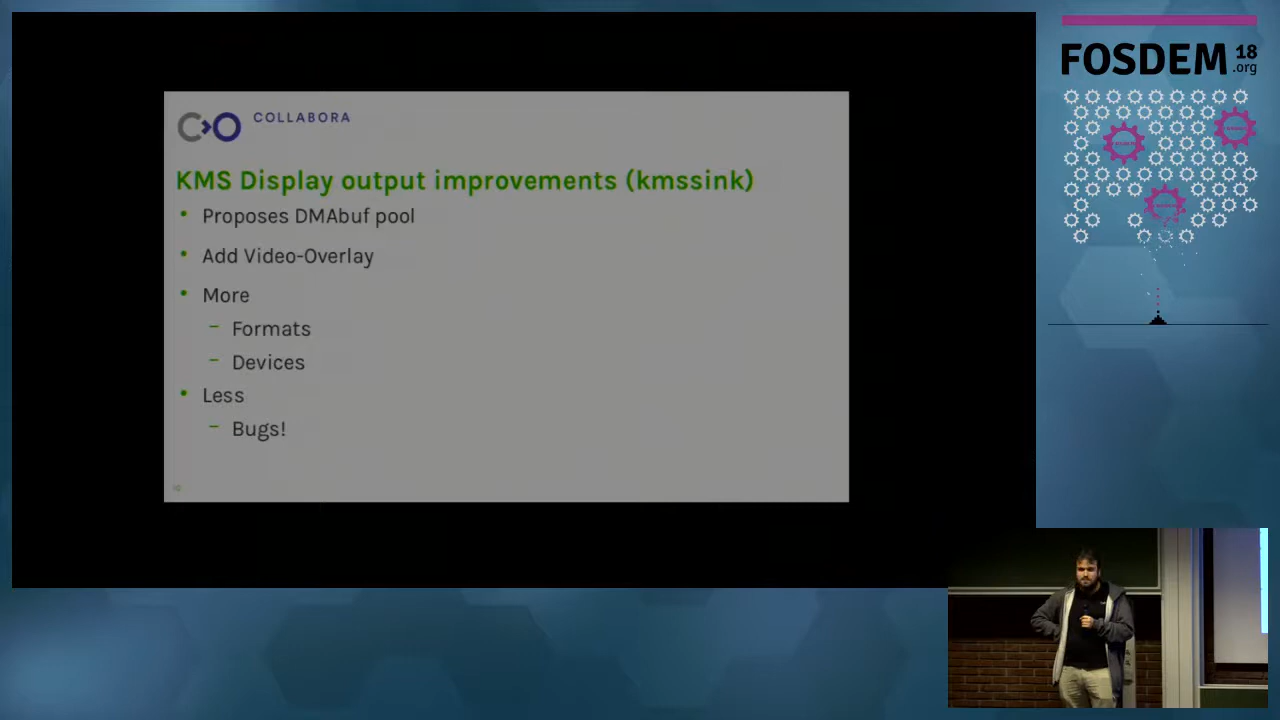 COLLABORA
KMS Display output improvements (kmssink)
• Proposes DMAbuf pool
• Add Video-Overlay
• More
– Formats
– Devices
• Less
– Bugs!
FOSDEM 18
.org